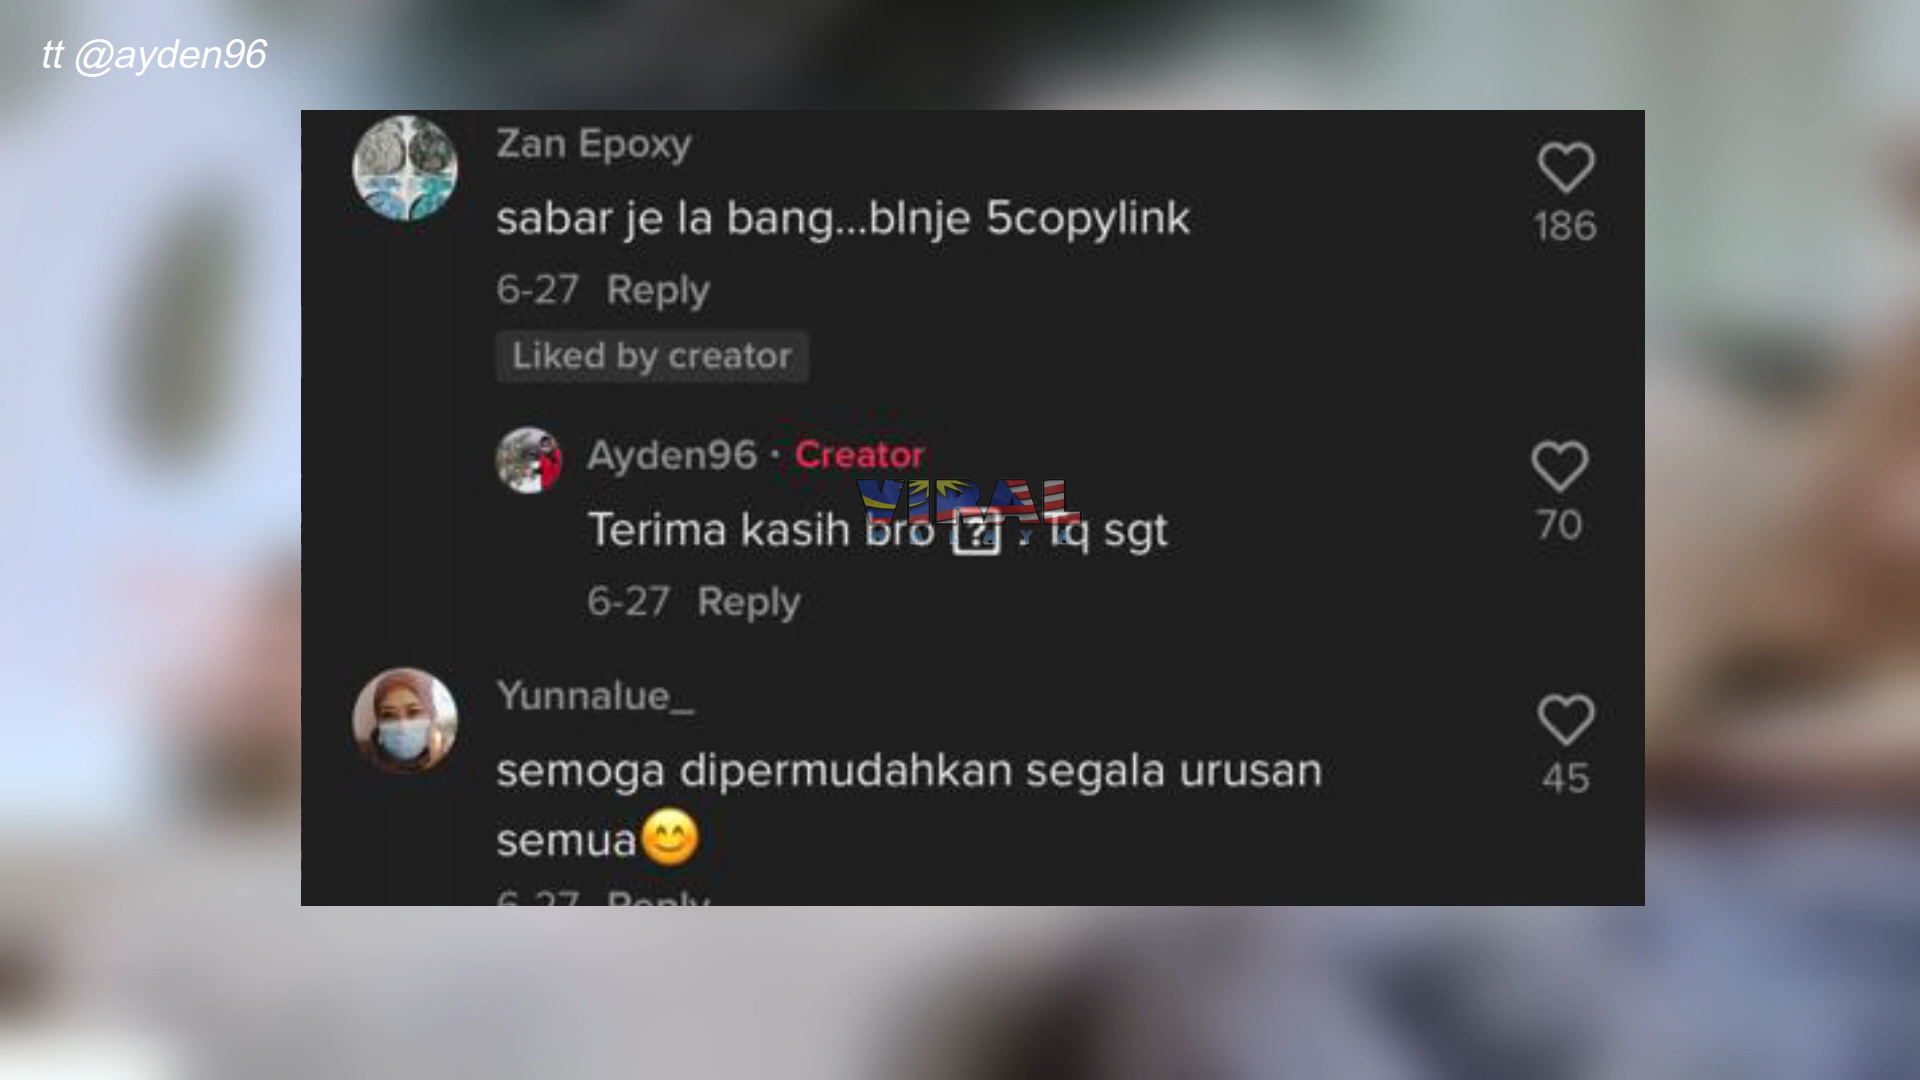 tt @ayden96
Zan Epoxy
sabar je la bang...blnje 5copylink
186
6-27 Reply
Liked by creator
Ayden96 · Creator
VIRAL
Terima kasih bro . Tq sgt
70
6-27 Reply
Yunnalue_
semoga dipermudahkan segala urusan
45
semua😊
6-27 Reply